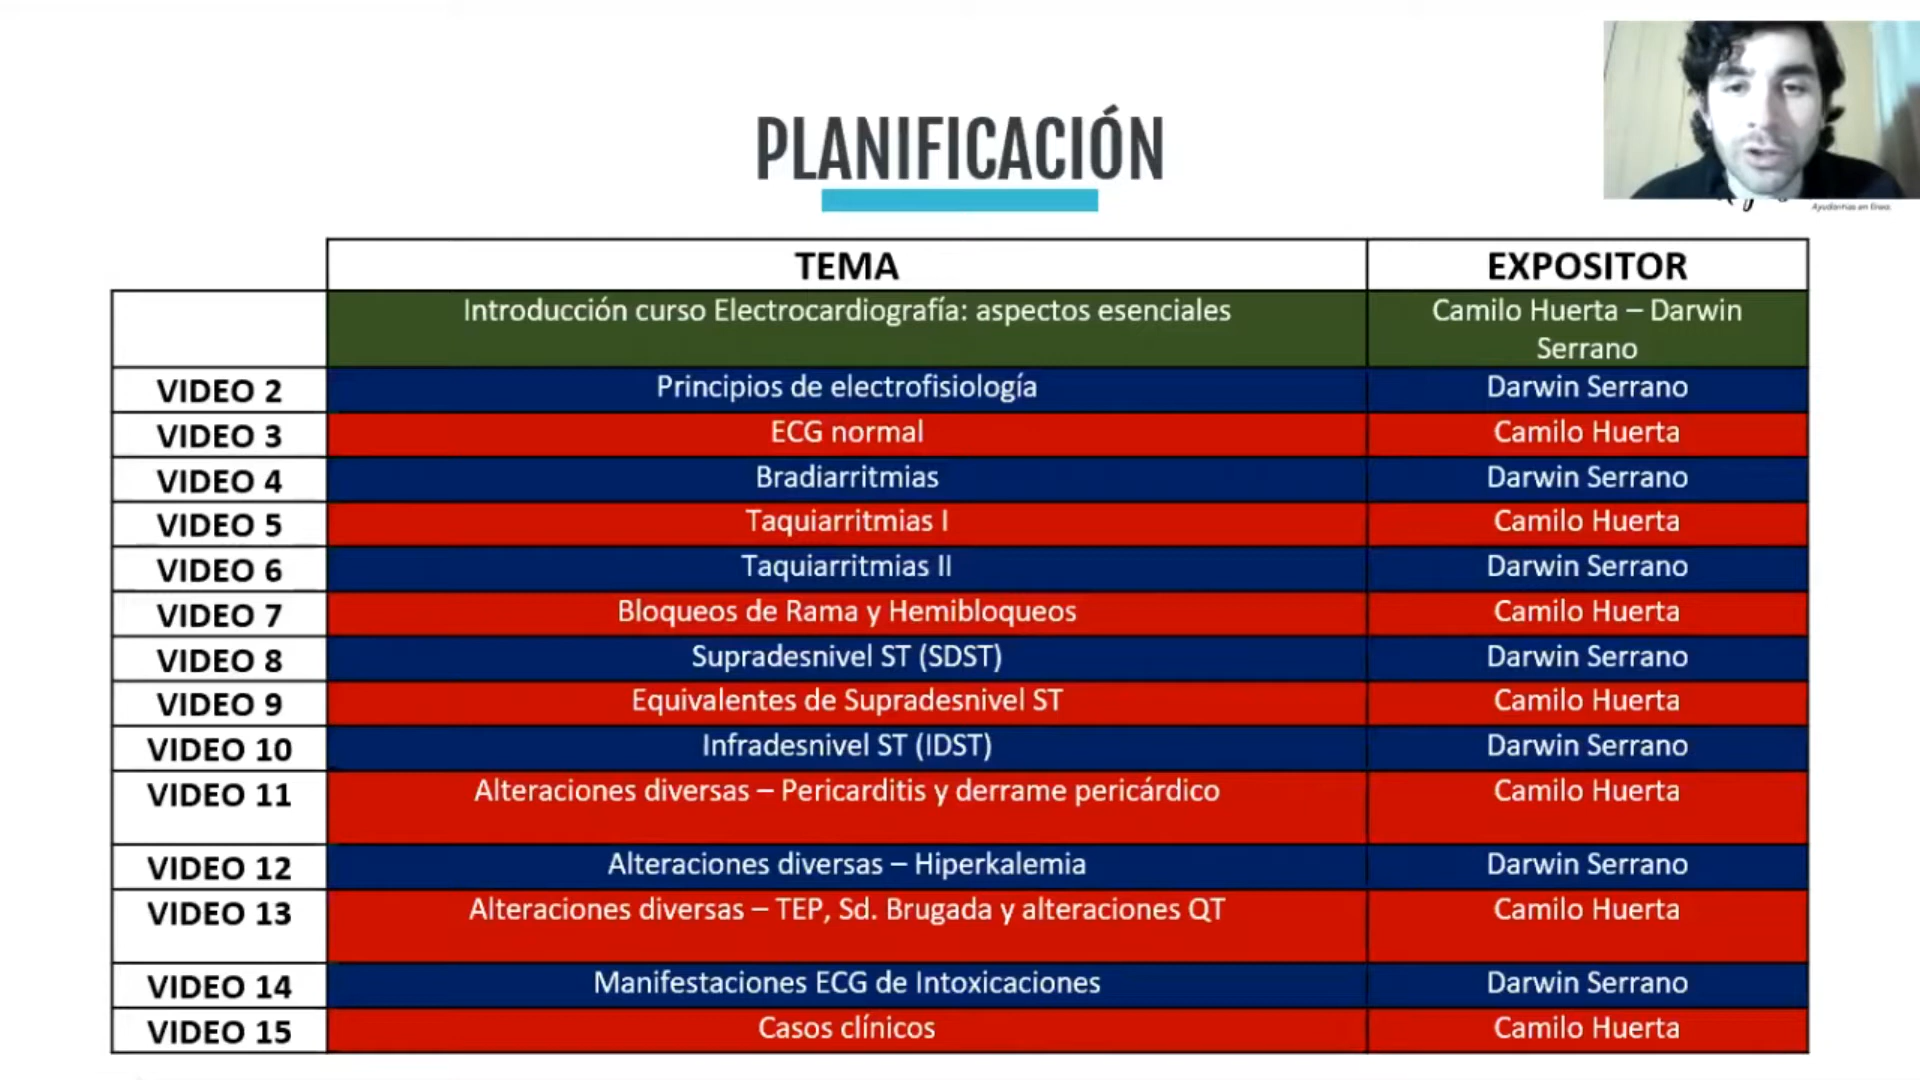 PLANIFICACIÓN
Ayudantías en línea.
TEMA EXPOSITOR
Introducción curso Electrocardiografía: aspectos esenciales Camilo Huerta – Darwin
Serrano
VIDEO 2 Principios de electrofisiología Darwin Serrano
VIDEO 3 ECG normal Camilo Huerta
VIDEO 4 Bradiarritmias Darwin Serrano
VIDEO 5 Taquiarritmias I Camilo Huerta
VIDEO 6 Taquiarritmias II Darwin Serrano
VIDEO 7 Bloqueos de Rama y Hemibloqueos Camilo Huerta
VIDEO 8 Supradesnivel ST (SDST) Darwin Serrano
VIDEO 9 Equivalentes de Supradesnivel ST Camilo Huerta
VIDEO 10 Infradesnivel ST (IDST) Darwin Serrano
VIDEO 11 Alteraciones diversas – Pericarditis y derrame pericárdico Camilo Huerta
VIDEO 12 Alteraciones diversas – Hiperkalemia Darwin Serrano
VIDEO 13 Alteraciones diversas – TEP, Sd. Brugada y alteraciones QT Camilo Huerta
VIDEO 14 Manifestaciones ECG de Intoxicaciones Darwin Serrano
VIDEO 15 Casos clínicos Camilo Huerta